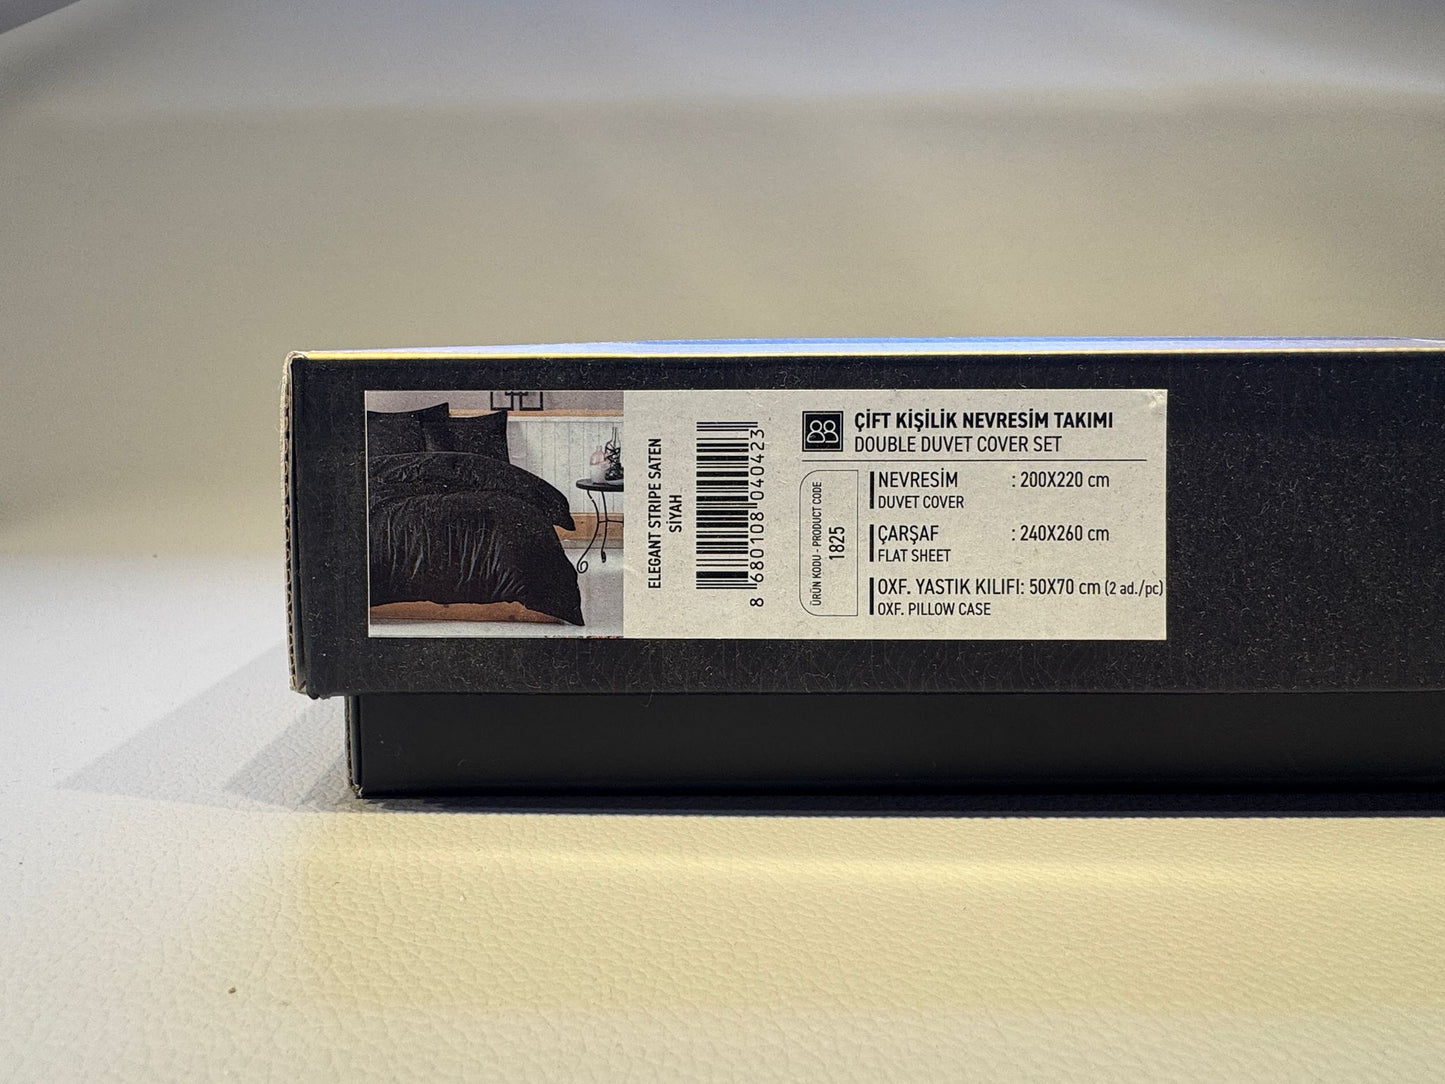 ELEGANT STRIPE SATEN
SİYAH
8 680108 040423
ÇİFT KİŞİLİK NEVRESİM TAKIMI
DOUBLE DUVET COVER SET
ÜRÜN KODU - PRODUCT CODE
1825
NEVRESİM : 200X220 cm
DUVET COVER
ÇARŞAF : 240X260 cm
FLAT SHEET
OXF. YASTIK KILIFI: 50X70 cm (2 ad./pc)
OXF. PILLOW CASE